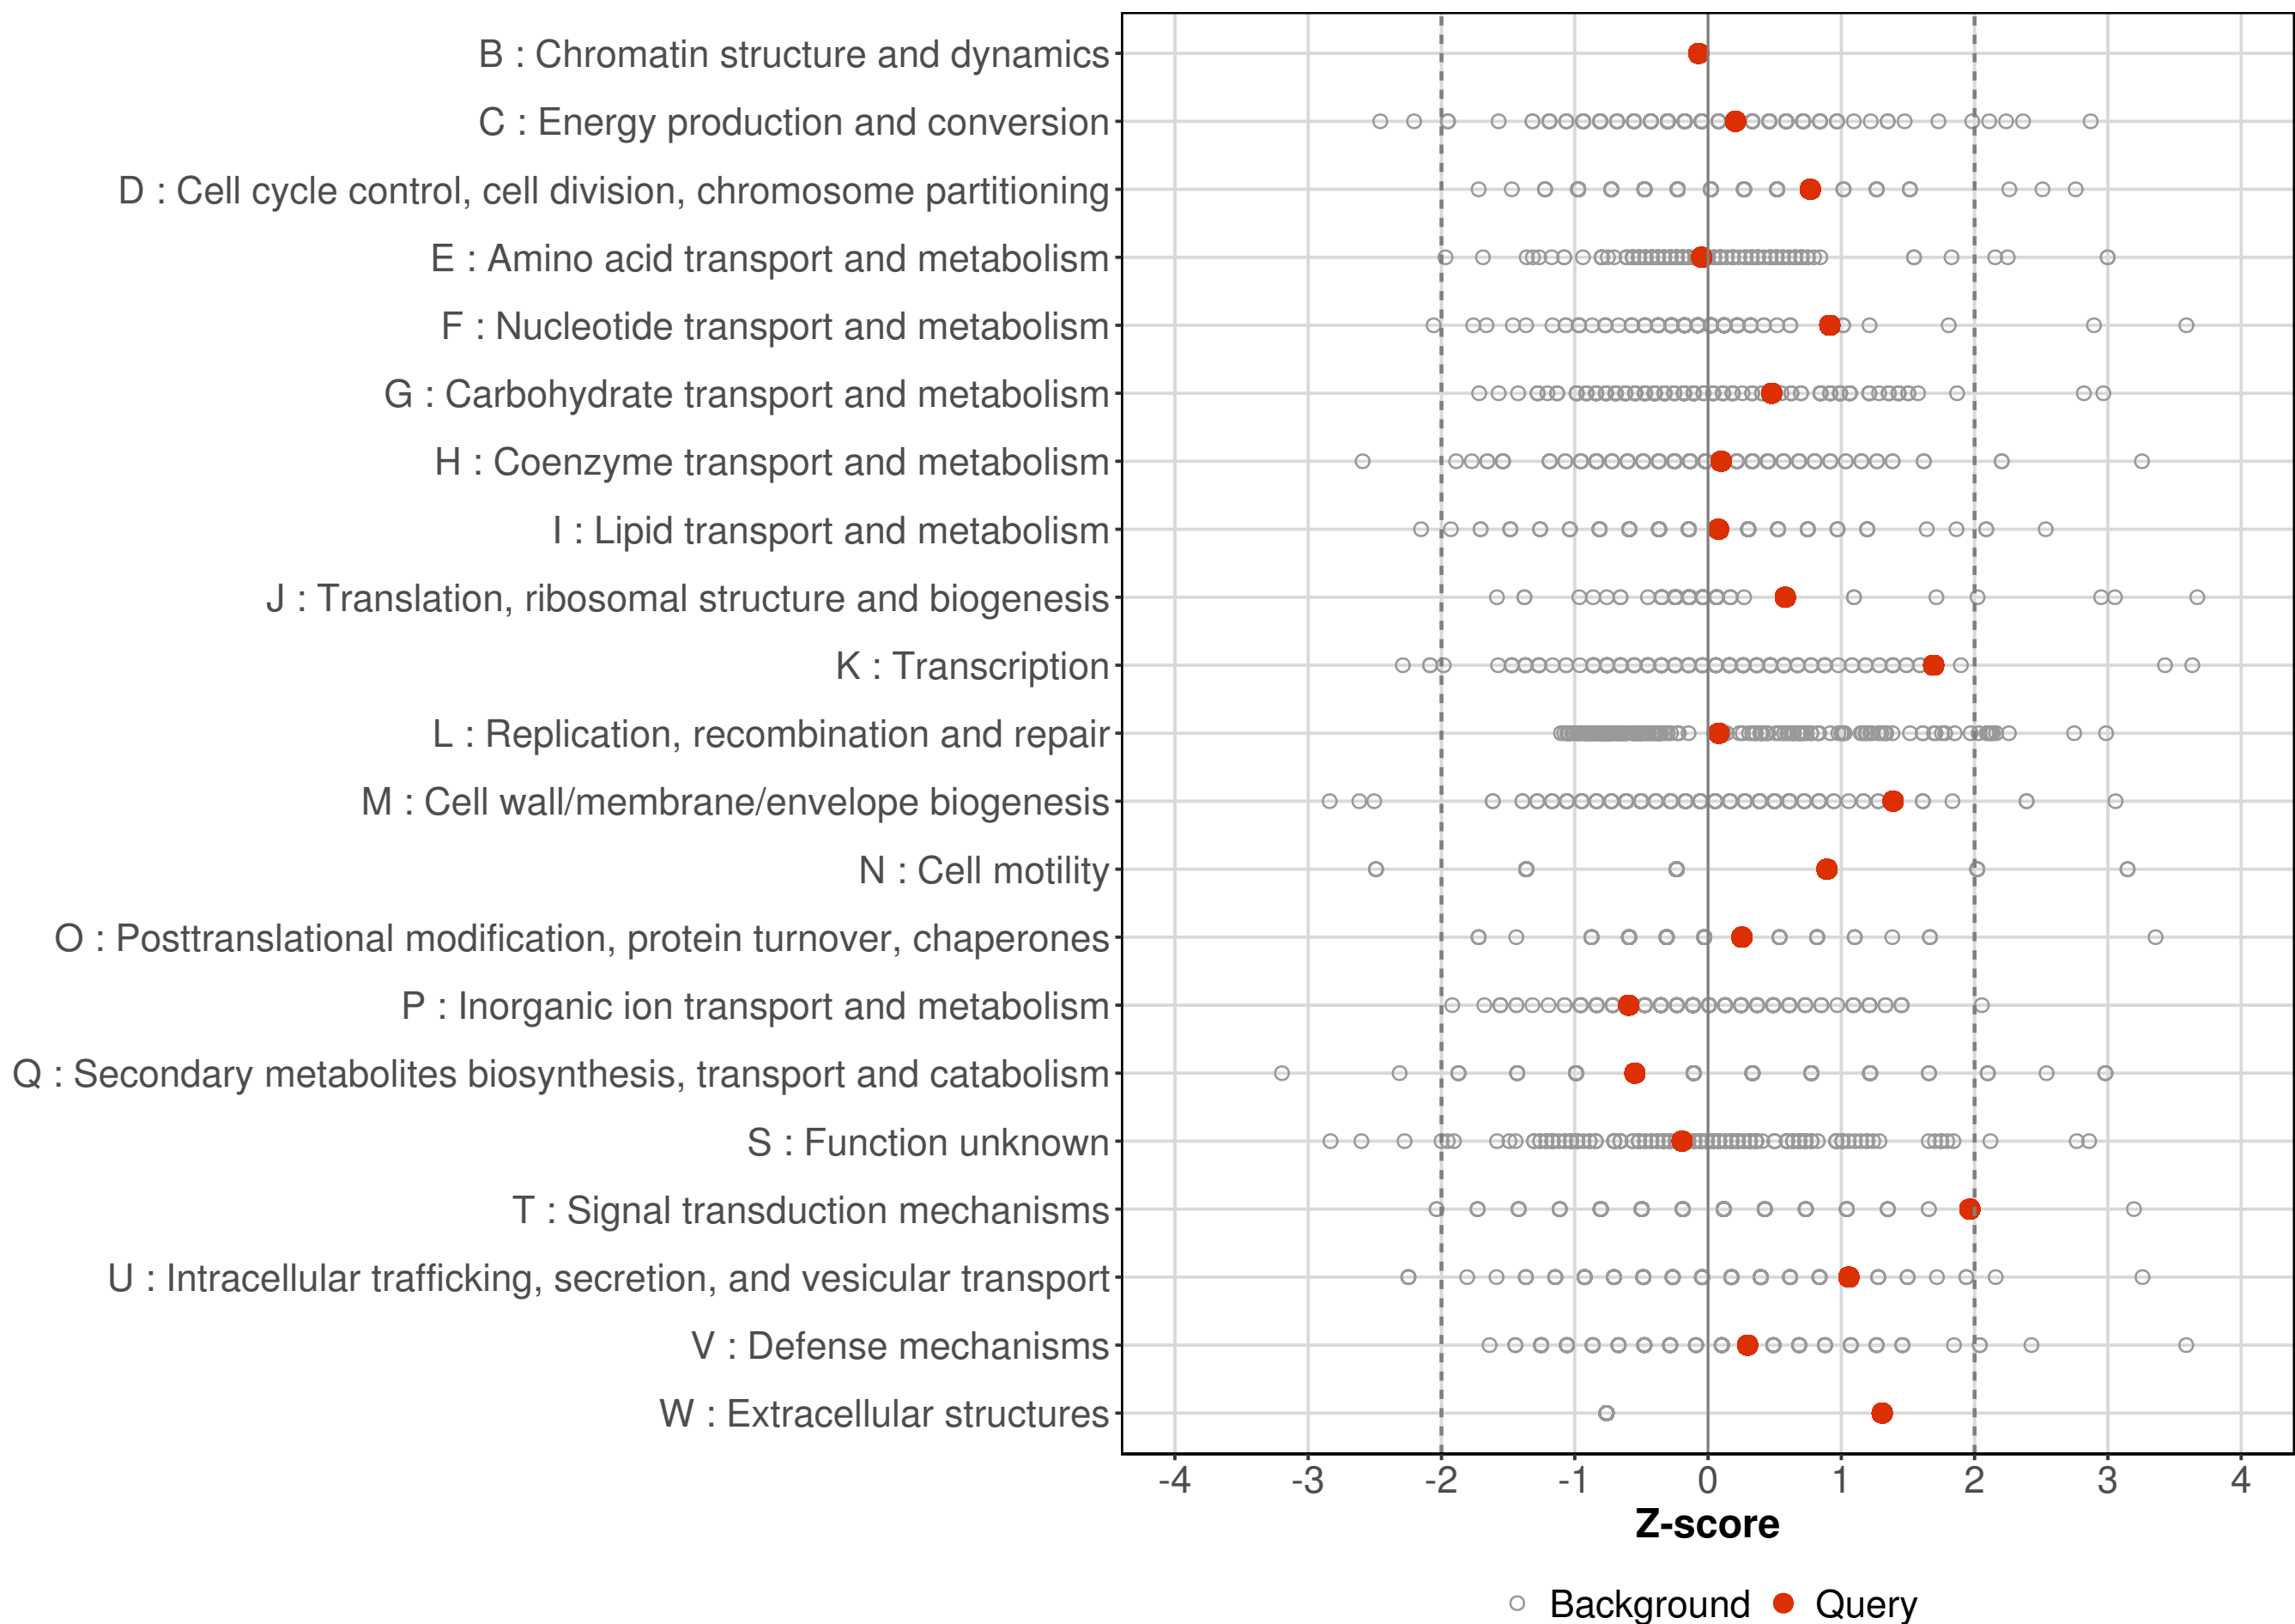 B : Chromatin structure and dynamics
C : Energy production and conversion
D : Cell cycle control, cell division, chromosome partitioning
E : Amino acid transport and metabolism
F : Nucleotide transport and metabolism
G : Carbohydrate transport and metabolism
H : Coenzyme transport and metabolism
I : Lipid transport and metabolism
J : Translation, ribosomal structure and biogenesis
K : Transcription
L : Replication, recombination and repair
M : Cell wall/membrane/envelope biogenesis
N : Cell motility
O : Posttranslational modification, protein turnover, chaperones
P : Inorganic ion transport and metabolism
Q : Secondary metabolites biosynthesis, transport and catabolism
S : Function unknown
T : Signal transduction mechanisms
U : Intracellular trafficking, secretion, and vesicular transport
V : Defense mechanisms
W : Extracellular structures
-4 -3 -2 -1 0 1 2 3 4
Z-score
Background Query